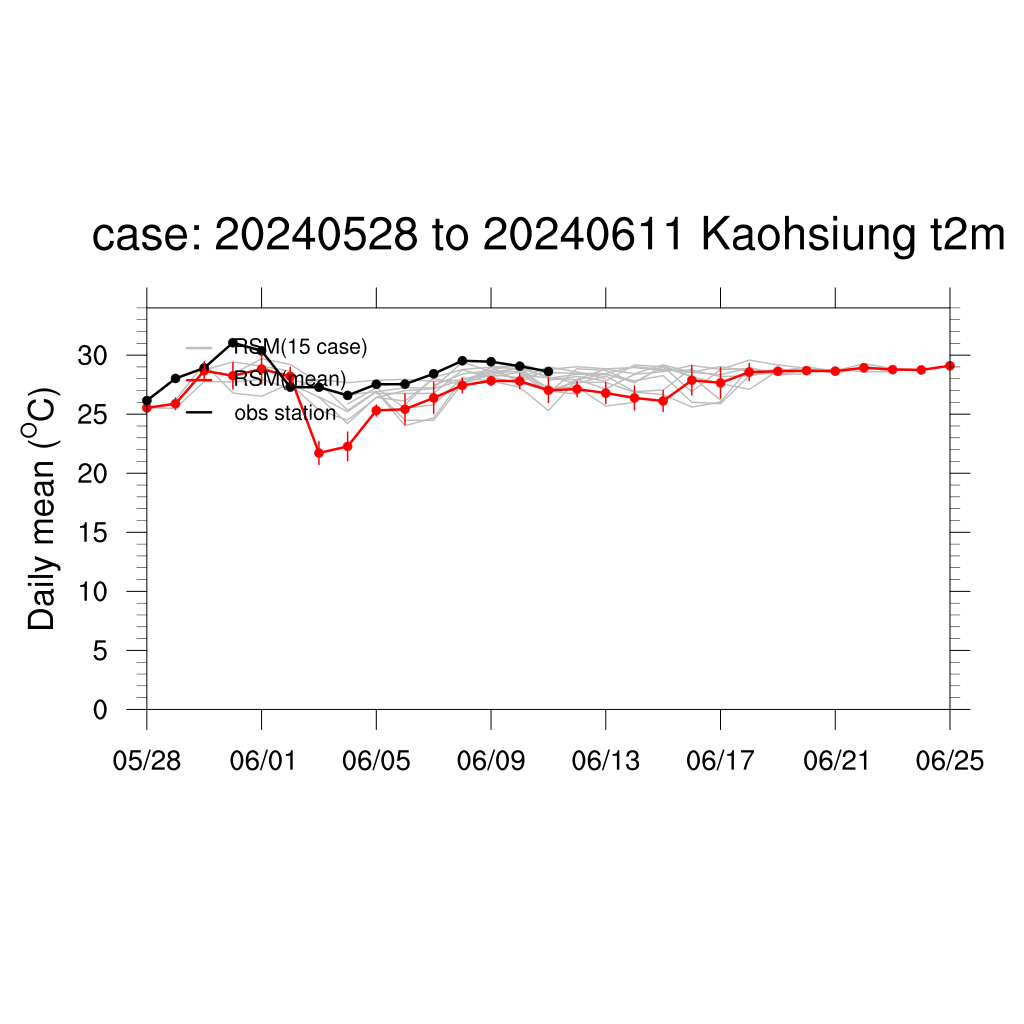 case: 20240528 to 20240611 Kaohsiung t2m
RSM(15 case)
RSM(mean)
obs station
Daily mean (°C)
30
25
20
15
10
5
0
05/28 06/01 06/05 06/09 06/13 06/17 06/21 06/25